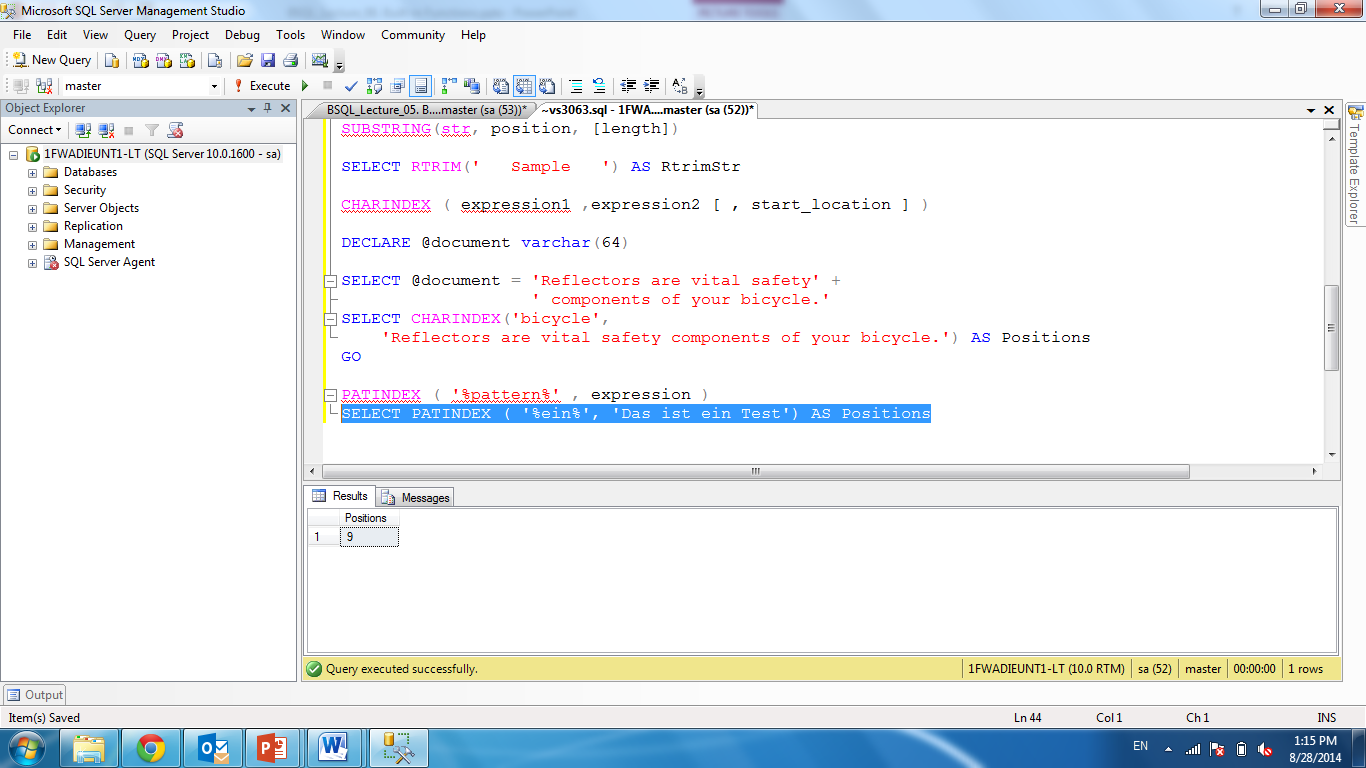 Microsoft SQL Server Management Studio
File Edit View Query Project Debug Tools Window Community Help
New Query
master Execute
Object Explorer
BSQL_Lecture_05. B....master (sa (53))* ~vs3063.sql - 1FWA....master (sa (52))*
Connect
1FWADIEUNT1-LT (SQL Server 10.0.1600 - sa)
Databases
Security
Server Objects
Replication
Management
SQL Server Agent
SUBSTRING(str, position, [length])
SELECT RTRIM('   Sample   ') AS RtrimStr
CHARINDEX ( expression1 ,expression2 [ , start_location ] )
DECLARE @document varchar(64)
SELECT @document = 'Reflectors are vital safety' +
' components of your bicycle.'
SELECT CHARINDEX('bicycle',
'Reflectors are vital safety components of your bicycle.') AS Positions
GO
PATINDEX ( '%pattern%' , expression )
SELECT PATINDEX ( '%ein%', 'Das ist ein Test') AS Positions
Template Explorer
Results Messages
Positions
1 9
Query executed successfully. 1FWADIEUNT1-LT (10.0 RTM) sa (52) master 00:00:00 1 rows
Output
Item(s) Saved Ln 44 Col 1 Ch 1 INS
EN 1:15 PM
8/28/2014